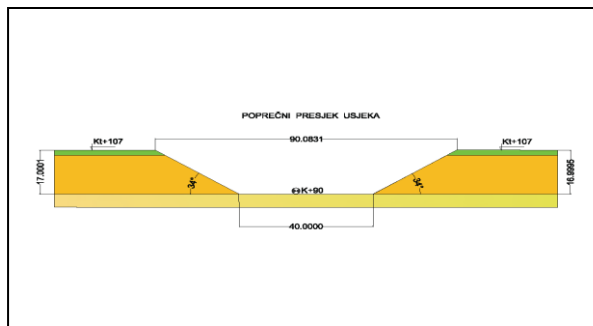 POPREČNI PRESJEK USJEKA
Kt+107
90.0831
Kt+107
17.0001
34°
K+90
34°
16.9995
40.0000